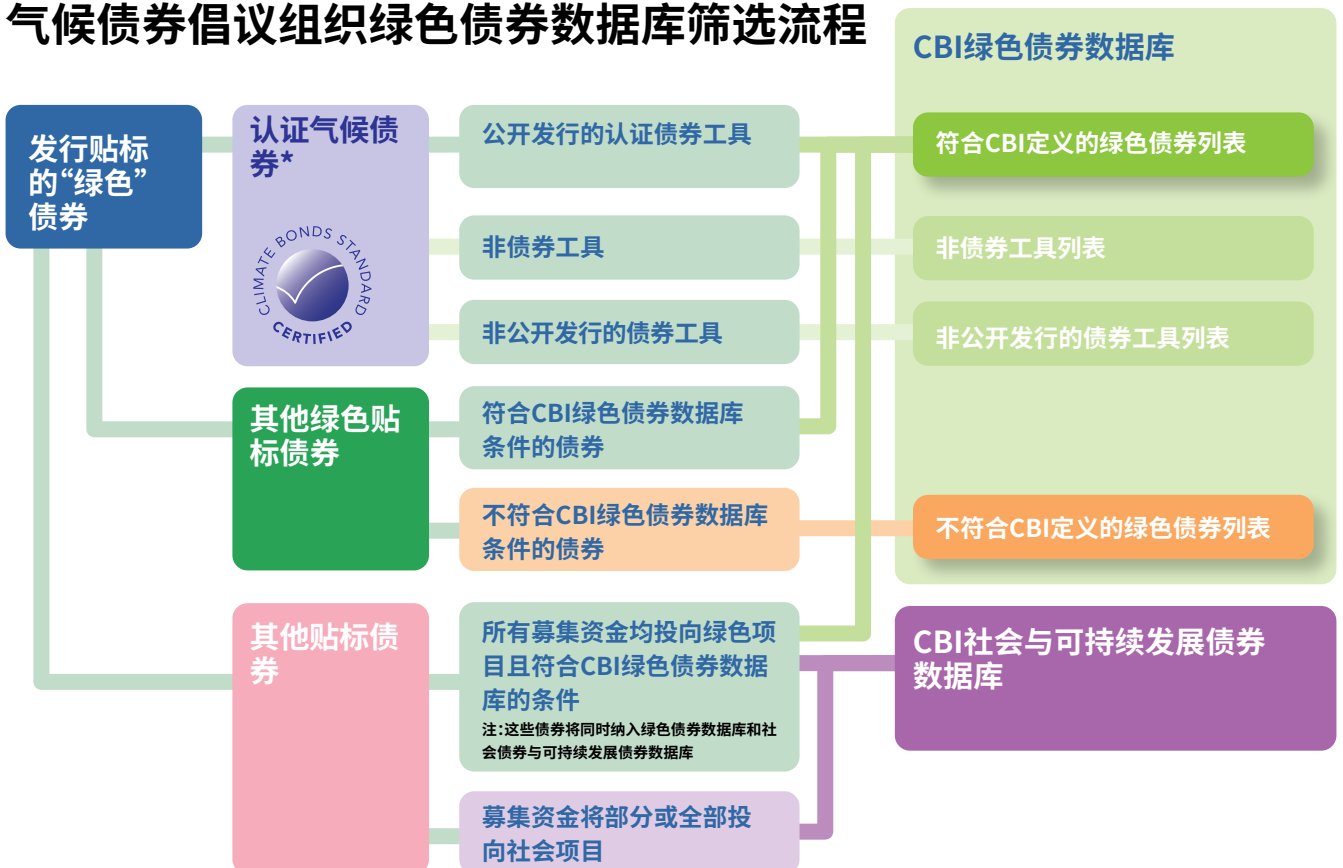 气候债券倡议组织绿色债券数据库筛选流程
CBI绿色债券数据库
发行贴标
的“绿色”
债券
认证气候债
券*
CLIMATE BONDS STANDARD
CERTIFIED
公开发行的认证债券工具
符合CBI定义的绿色债券列表
非债券工具
非债券工具列表
非公开发行的债券工具
非公开发行的债券工具列表
其他绿色贴
标债券
符合CBI绿色债券数据库
条件的债券
不符合CBI绿色债券数据库
条件的债券
不符合CBI定义的绿色债券列表
其他贴标债
券
所有募集资金均投向绿色项
目且符合CBI绿色债券数据
库的条件
注：这些债券将同时纳入绿色债券数据库和社
会债券与可持续发展债券数据库
CBI社会与可持续发展债券
数据库
募集资金将部分或全部投
向社会项目